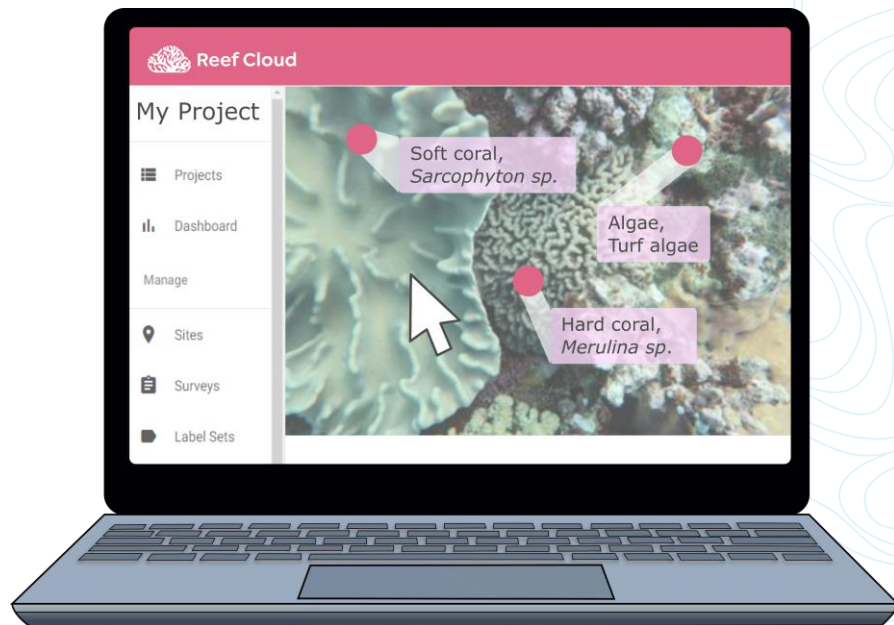 Reef Cloud
My Project
Projects
Dashboard
Manage
Sites
Surveys
Label Sets
Soft coral,
Sarcophyton sp.
Algae,
Turf algae
Hard coral,
Merulina sp.